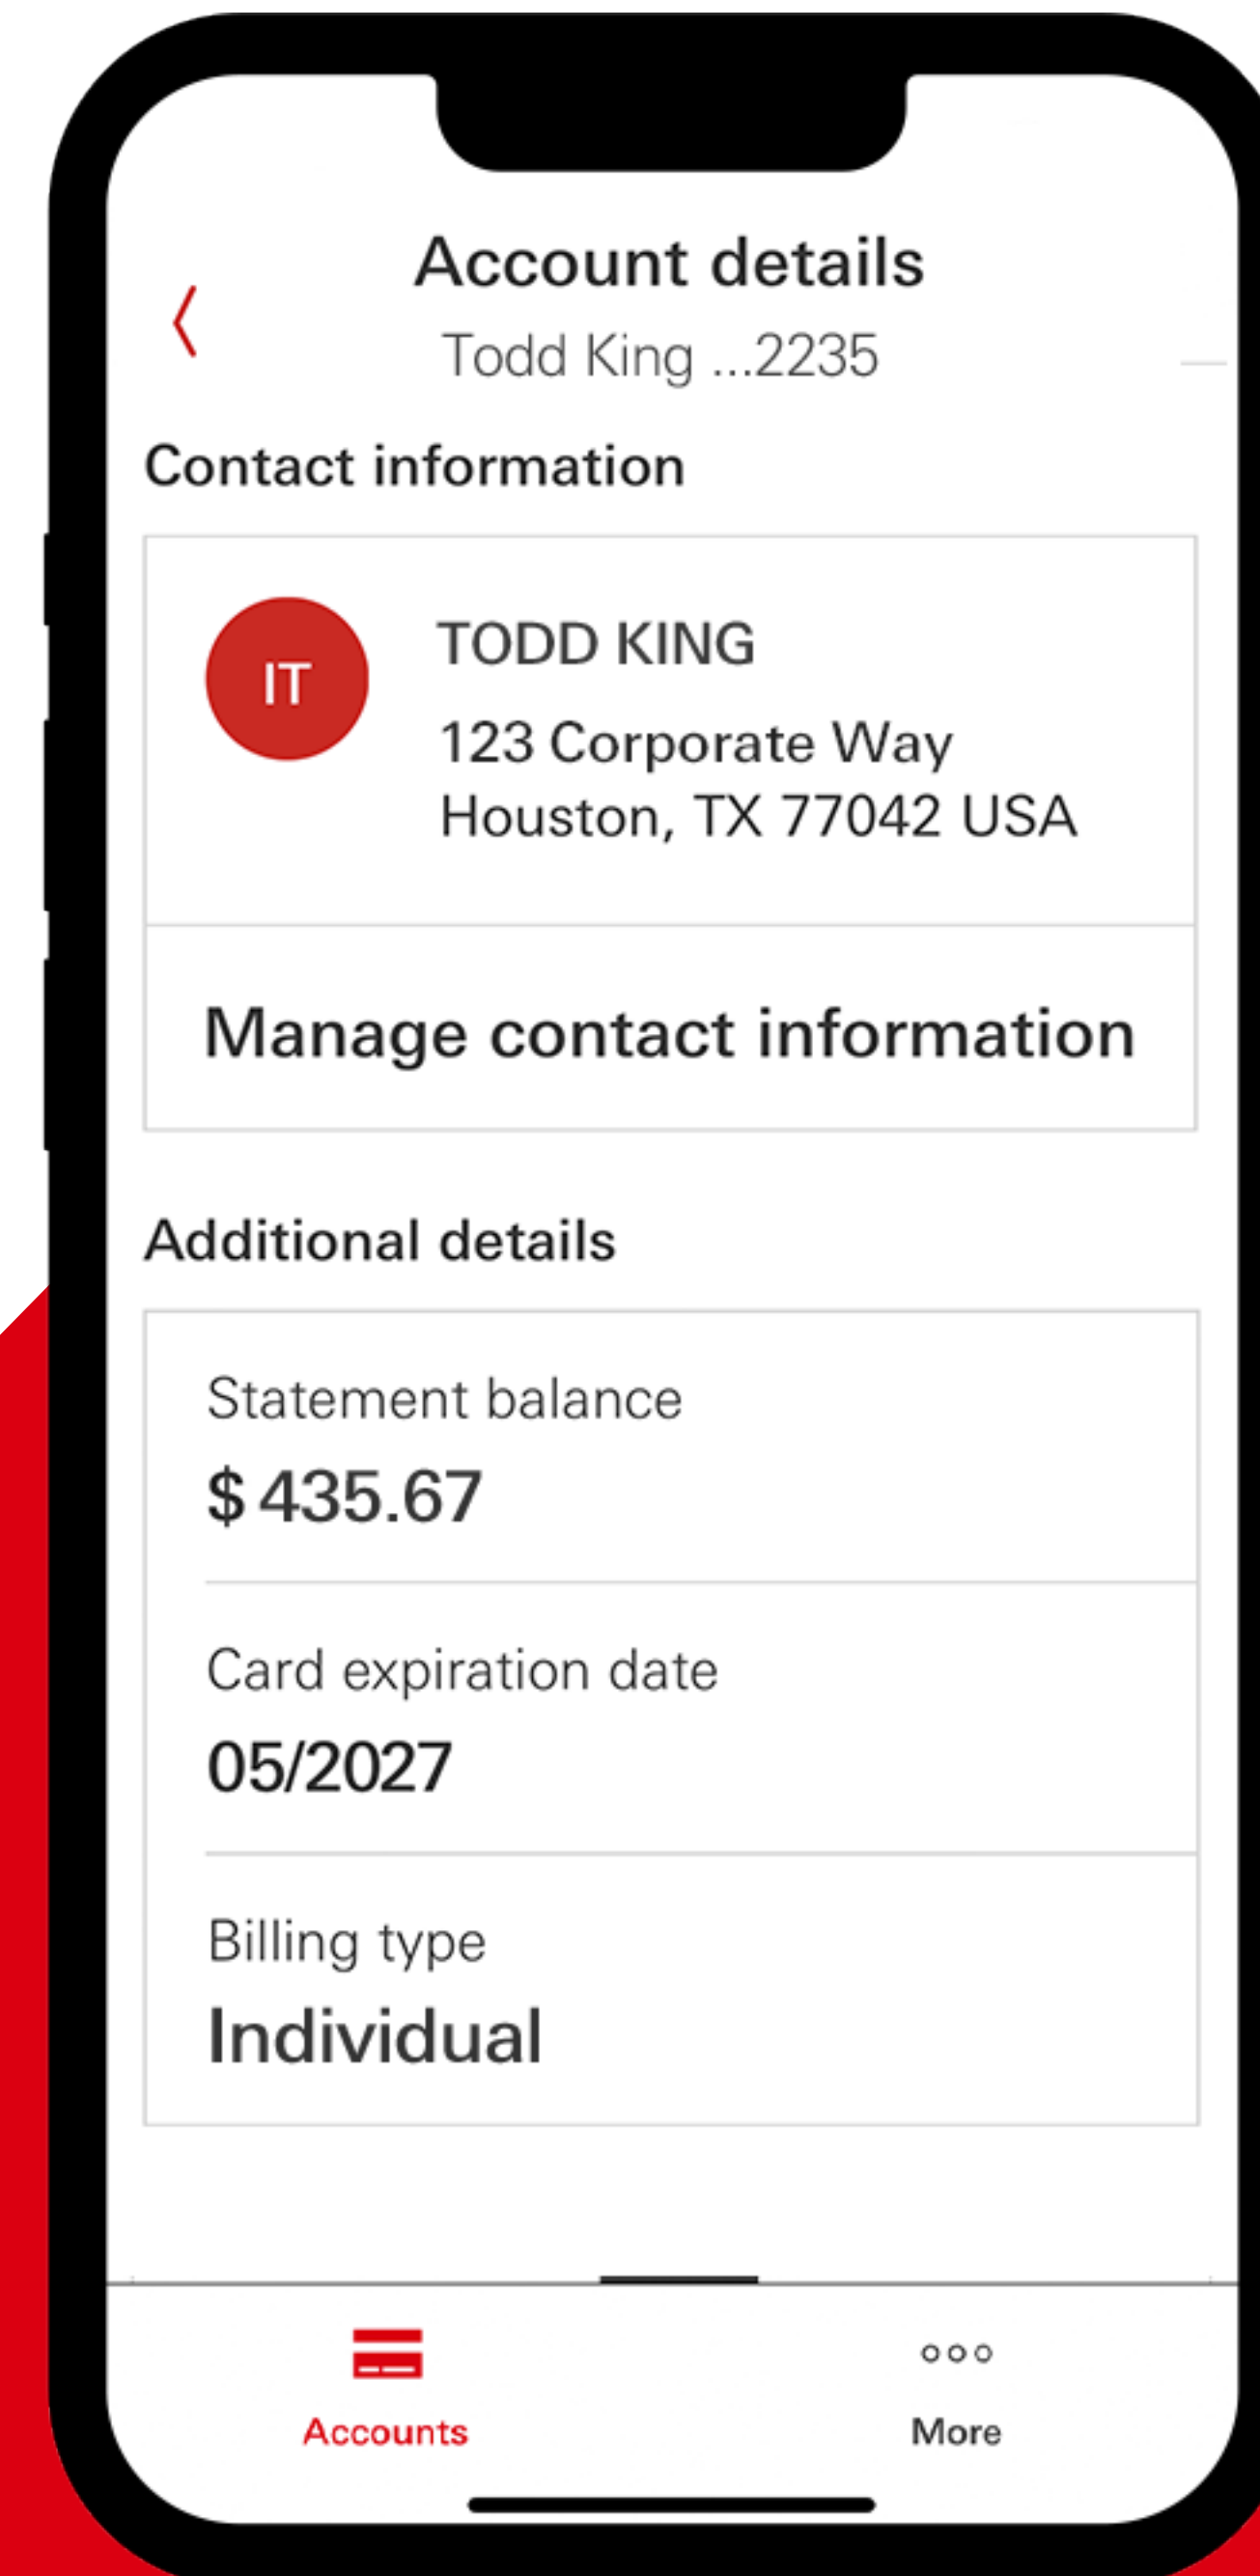 Account details
Todd King ...2235
Contact information
IT
TODD KING
123 Corporate Way
Houston, TX 77042 USA
Manage contact information
Additional details
Statement balance
$ 435.67
Card expiration date
05/2027
Billing type
Individual
Accounts
More